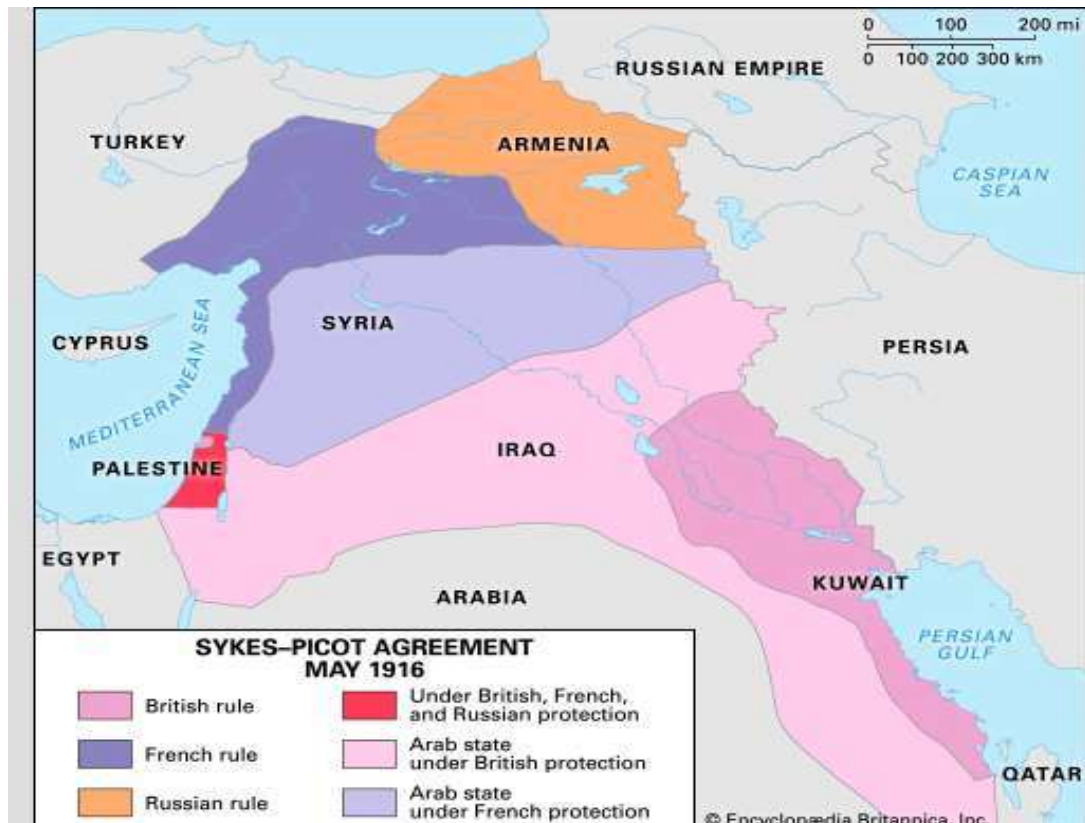 0 100 200 mi
0 100 200 300 km
RUSSIAN EMPIRE
TURKEY
ARMENIA
CASPIAN
SEA
SYRIA
CYPRUS
MEDITERRANEAN SEA
PERSIA
IRAQ
PALESTINE
EGYPT
KUWAIT
ARABIA
PERSIAN
GULF
QATAR
SYKES–PICOT AGREEMENT
MAY 1916
British rule
French rule
Russian rule
Under British, French,
and Russian protection
Arab state
under British protection
Arab state
under French protection
© Encyclopædia Britannica, Inc.